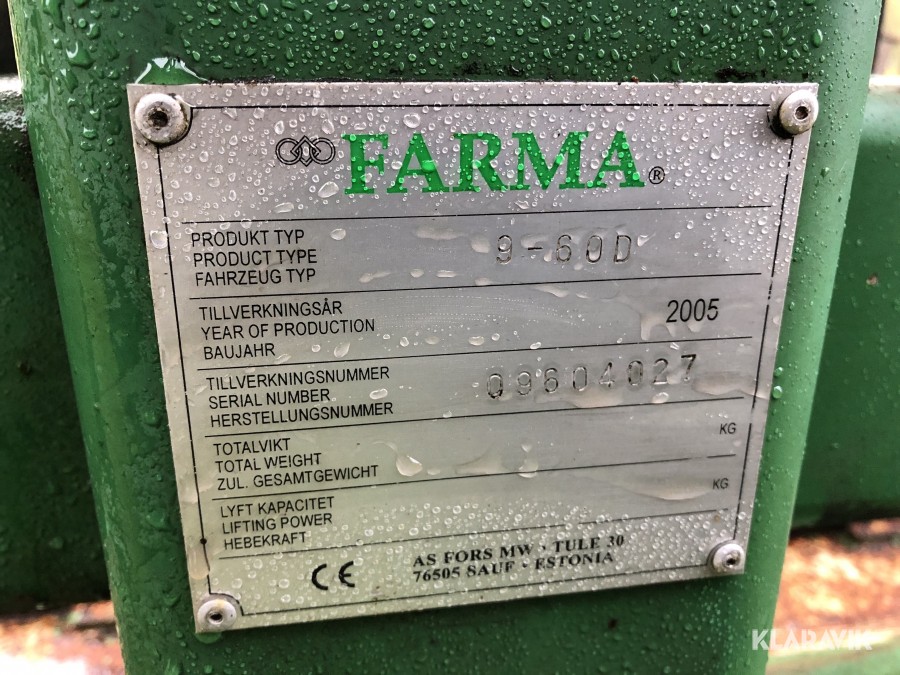 FARMA®
PRODUKT TYP
PRODUCT TYPE 9-60D
FAHRZEUG TYP
TILLVERKNINGSÅR
YEAR OF PRODUCTION 2005
BAUJAHR
TILLVERKNINGSNUMMER
SERIAL NUMBER 09604027
HERSTELLUNGSNUMMER
TOTALVIKT KG
TOTAL WEIGHT
ZUL. GESAMTGEWICHT
LYFT KAPACITET KG
LIFTING POWER
HEBEKRAFT
CE
AS FORS MW · TULE 30
76505 SAUE · ESTONIA
KLARAVIK